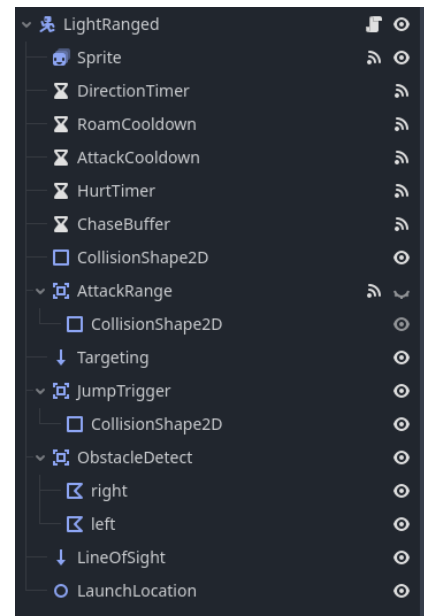 LightRanged
Sprite
DirectionTimer
RoamCooldown
AttackCooldown
HurtTimer
ChaseBuffer
CollisionShape2D
AttackRange
CollisionShape2D
Targeting
JumpTrigger
CollisionShape2D
ObstacleDetect
right
left
LineOfSight
LaunchLocation